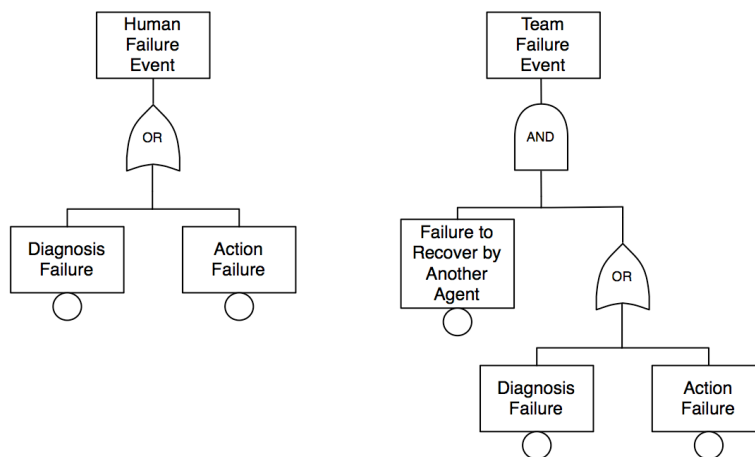 Human
Failure
Event
OR
Diagnosis
Failure
Action
Failure
Team
Failure
Event
AND
Failure to
Recover by
Another
Agent
OR
Diagnosis
Failure
Action
Failure